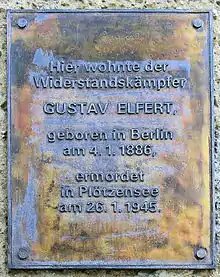 Hier wohnte der
Widerstandskämpfer
GUSTAV ELFERT,
geboren in Berlin
am 4. 1. 1886,
ermordet
in Plötzensee
am 26. 1. 1945.